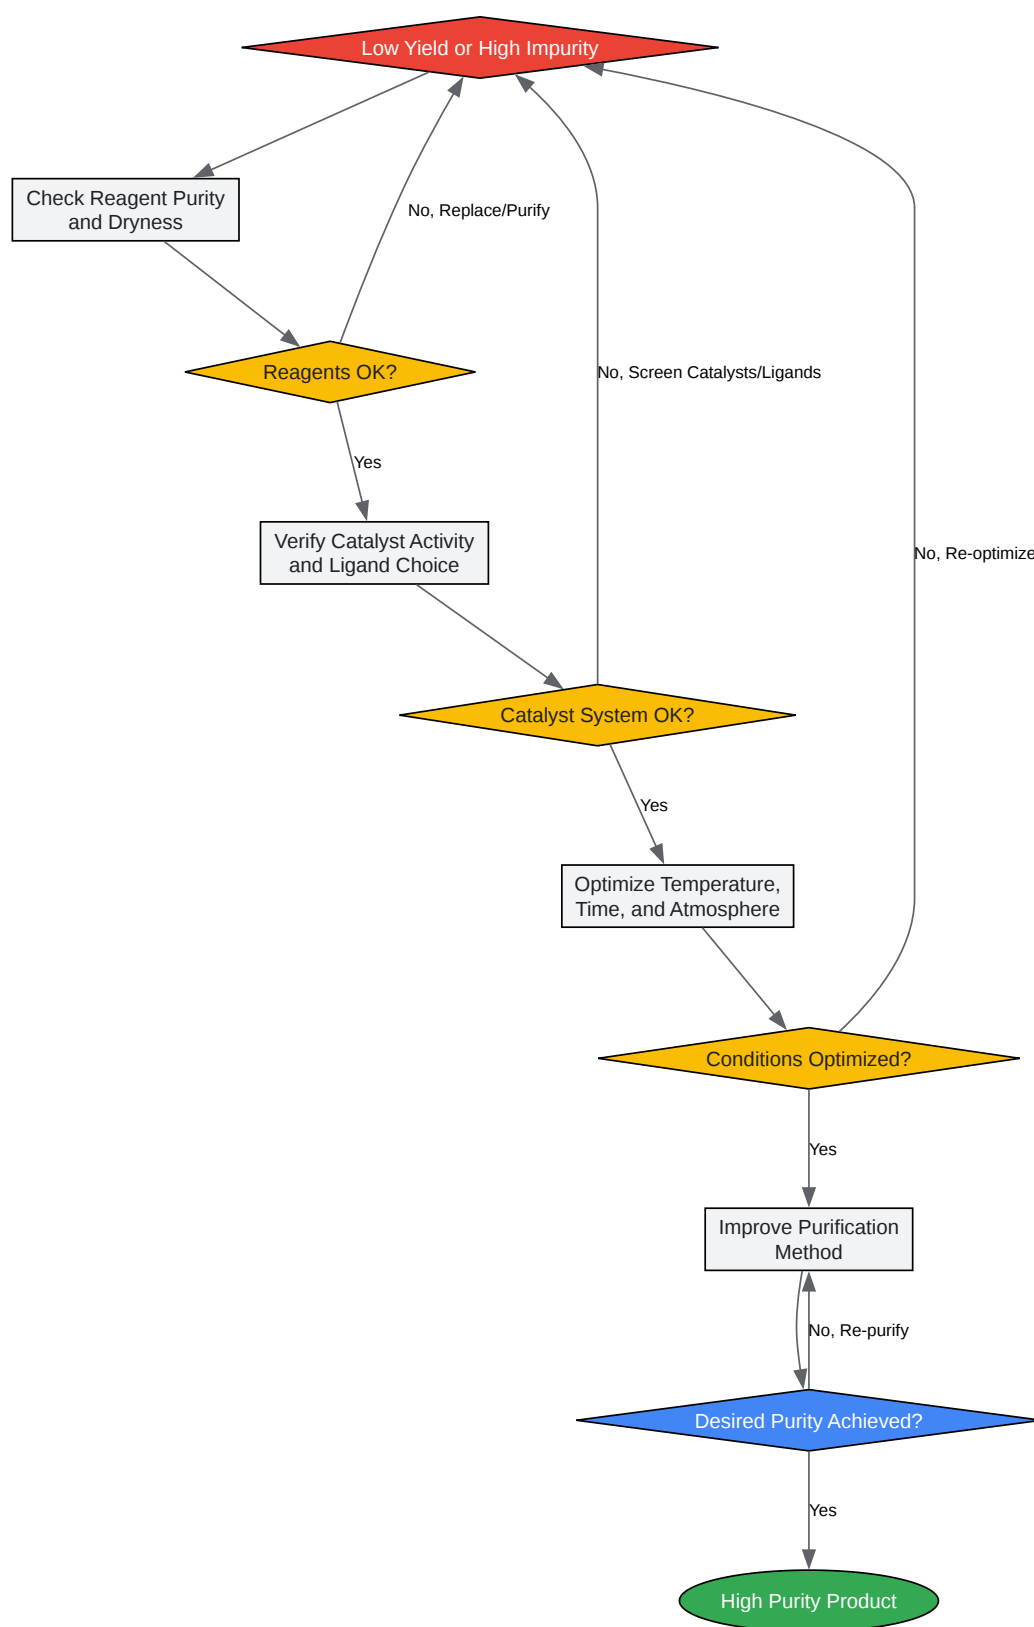 Low Yield or High Impurity
Check Reagent Purity
and Dryness
No, Replace/Purify
Reagents OK?
No, Screen Catalysts/Ligands
Yes
Verify Catalyst Activity
and Ligand Choice
No, Re-optimize
Catalyst System OK?
Yes
Optimize Temperature,
Time, and Atmosphere
Conditions Optimized?
Yes
Improve Purification
Method
No, Re-purify
Desired Purity Achieved?
Yes
High Purity Product